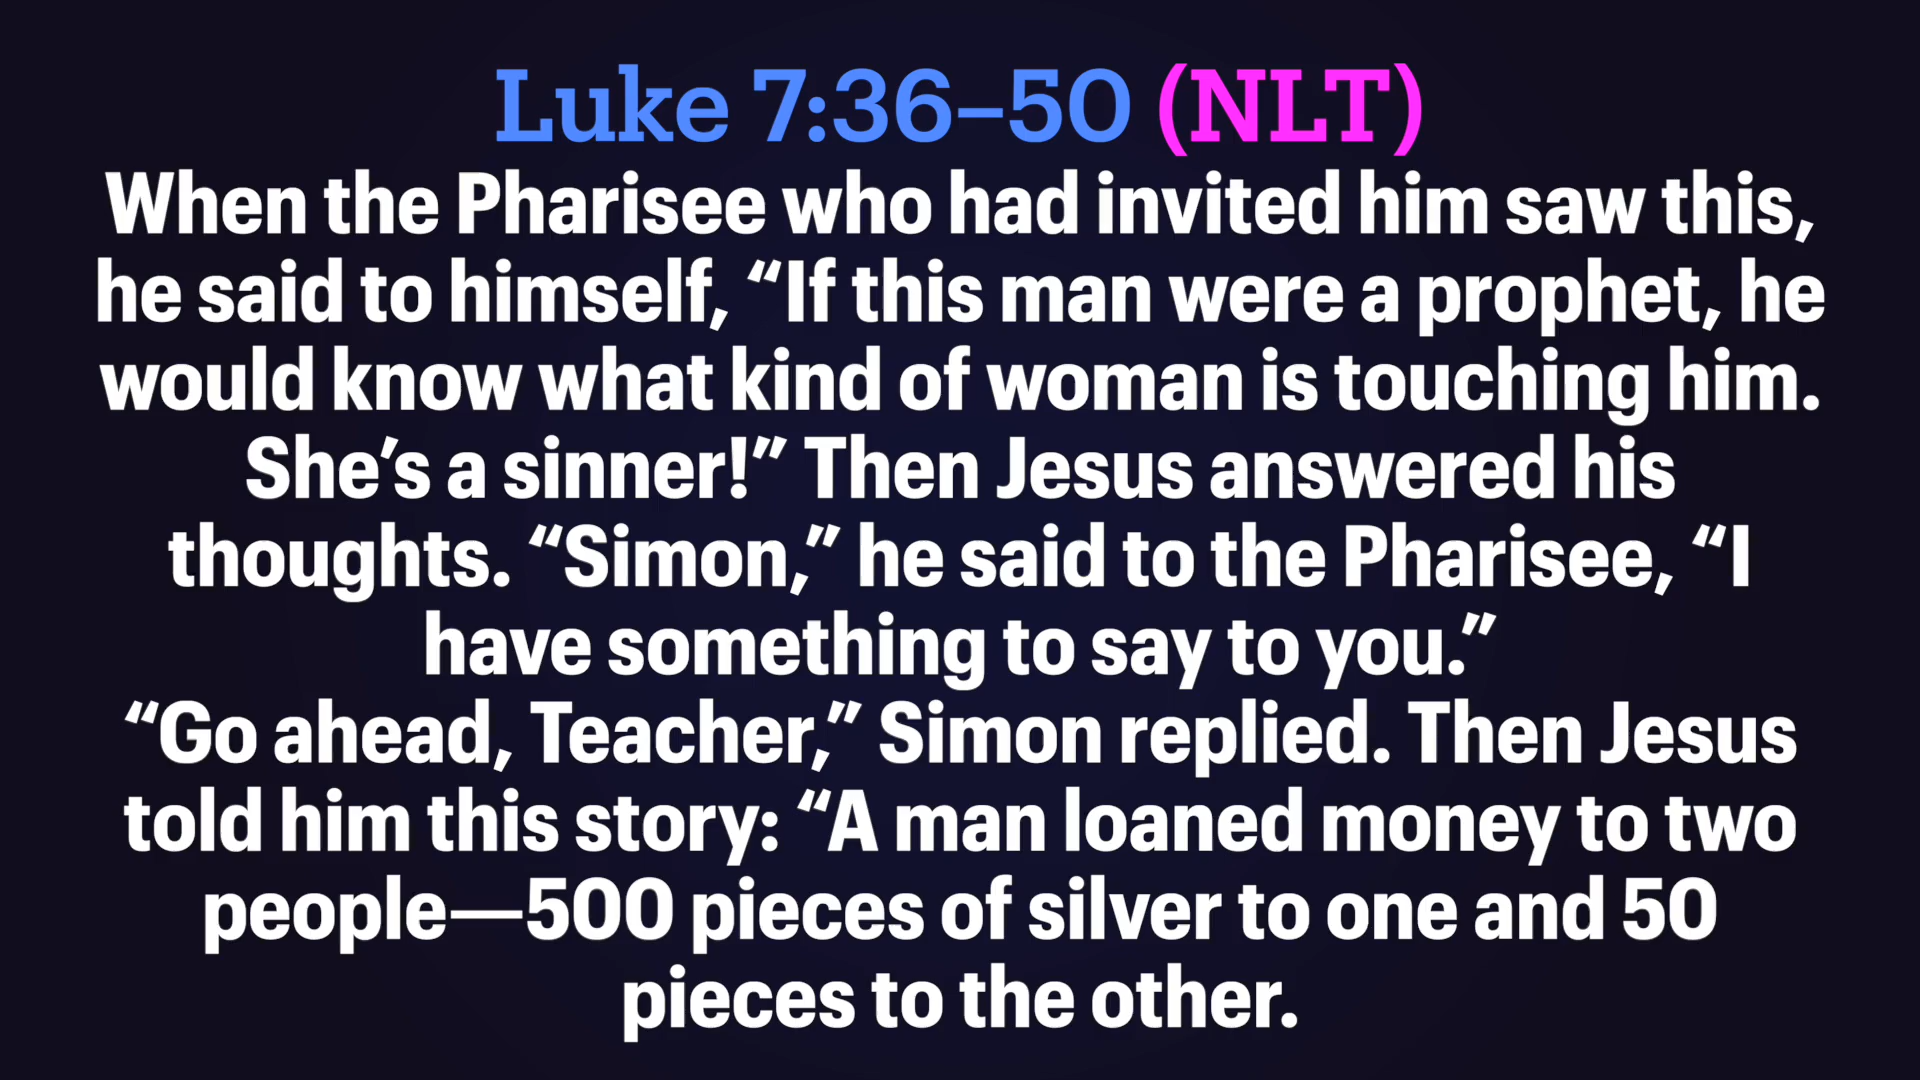 Luke 7:36–50 (NLT)
When the Pharisee who had invited him saw this,
he said to himself, “If this man were a prophet, he
would know what kind of woman is touching him.
She’s a sinner!” Then Jesus answered his
thoughts. “Simon,” he said to the Pharisee, “I
have something to say to you.”
“Go ahead, Teacher,” Simon replied. Then Jesus
told him this story: “A man loaned money to two
people—500 pieces of silver to one and 50
pieces to the other.